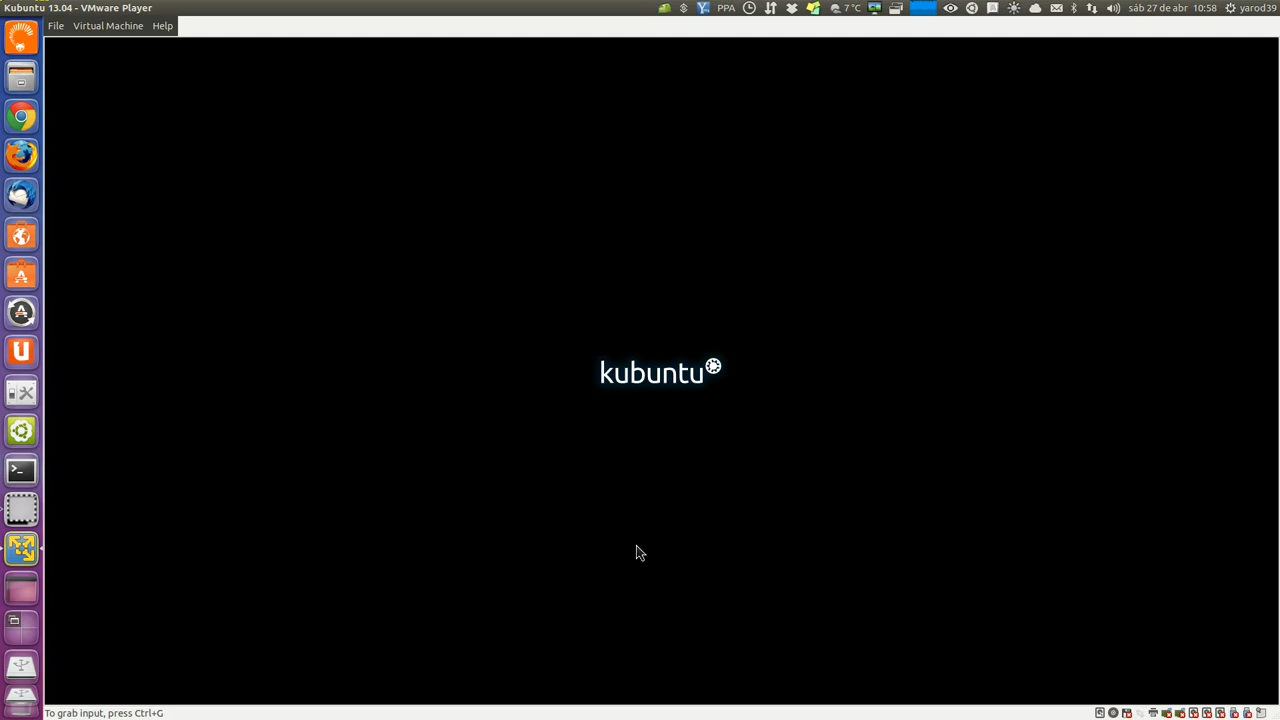 Kubuntu 13.04 - VMware Player
PPA
7°C
sáb 27 de abr
10:58
yarod39
File Virtual Machine Help
kubuntu
To grab input, press Ctrl+G